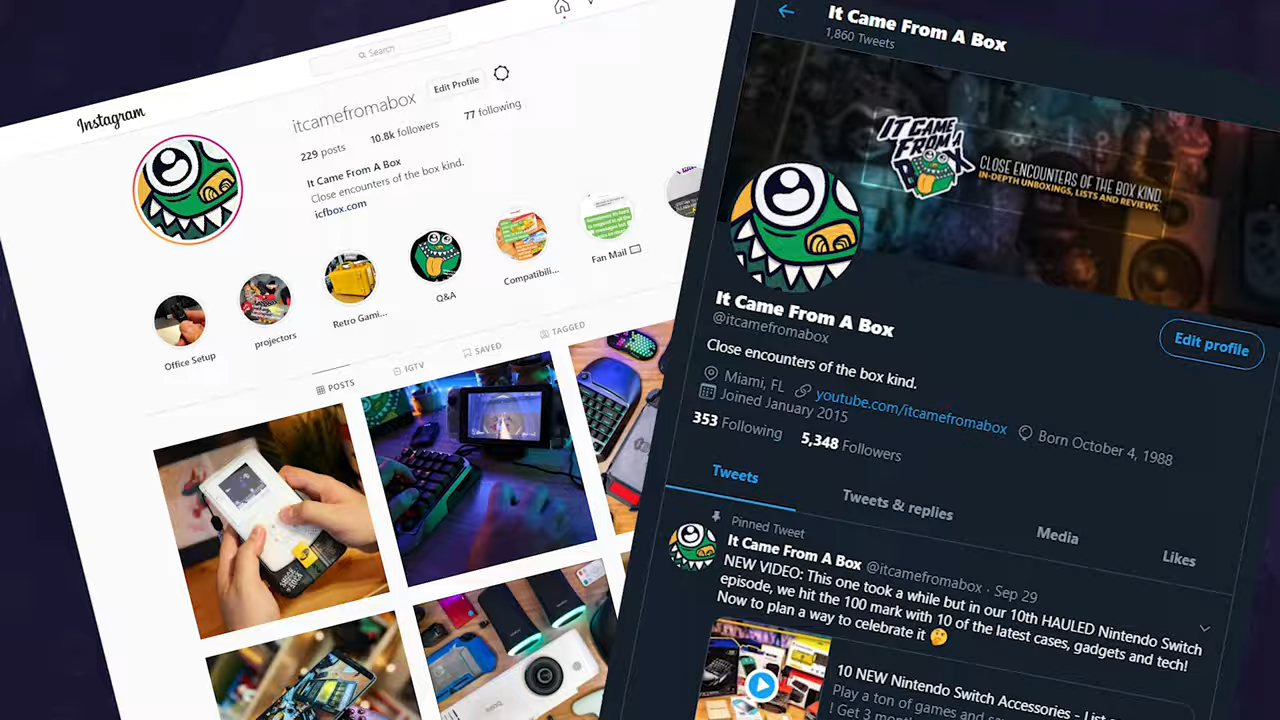 Instagram
Search
itcamefromabox
Edit Profile
229 posts
10.8k followers
77 following
It Came From A Box
Close encounters of the box kind.
icfbox.com
Office Setup
projectors
Retro Gami...
Q&A
Compatibili...
Fan Mail
POSTS
IGTV
SAVED
TAGGED
It Came From A Box
1,860 Tweets
IT CAME
FROM A
BOX
CLOSE ENCOUNTERS OF THE BOX KIND.
IN-DEPTH UNBOXINGS, LISTS AND REVIEWS.
It Came From A Box
@itcamefromabox
Edit profile
Close encounters of the box kind.
Miami, FL
youtube.com/itcamefromabox
Born October 4, 1988
Joined January 2015
353 Following
5,348 Followers
Tweets
Tweets & replies
Media
Likes
Pinned Tweet
It Came From A Box @itcamefromabox · Sep 29
NEW VIDEO: This one took a while but in our 10th HAULED Nintendo Switch
episode, we hit the 100 mark with 10 of the latest cases, gadgets and tech!
Now to plan a way to celebrate it 🤔
10 NEW Nintendo Switch Accessories - List a
Play a ton of games and
! Get 3